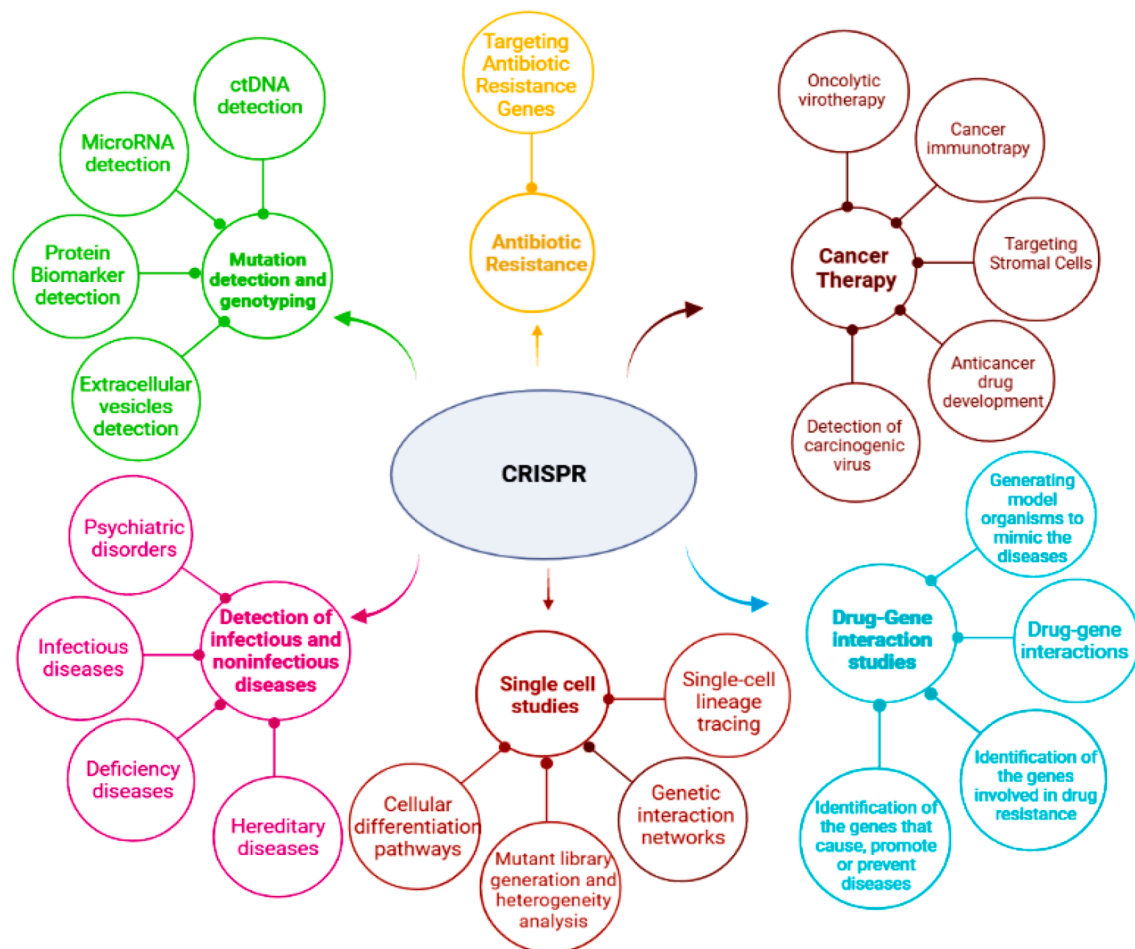 ctDNA
detection
MicroRNA
detection
Protein
Biomarker
detection
Extracellular
vesicles
detection
Mutation
detection and
genotyping
Targeting
Antibiotic
Resistance
Genes
Antibiotic
Resistance
Oncolytic
virotherapy
Cancer
immunotrapy
Targeting
Stromal Cells
Anticancer
drug
development
Detection of
carcinogenic
virus
Cancer
Therapy
CRISPR
Psychiatric
disorders
Infectious
diseases
Deficiency
diseases
Hereditary
diseases
Detection of
infectious and
noninfectious
diseases
Single cell
studies
Single-cell
lineage
tracing
Genetic
interaction
networks
Mutant library
generation and
heterogeneity
analysis
Cellular
differentiation
pathways
Generating
model
organisms to
mimic the
diseases
Drug-gene
interactions
Identification of
the genes
involved in drug
resistance
Identification of
the genes that
cause, promote
or prevent
diseases
Drug-Gene
interaction
studies